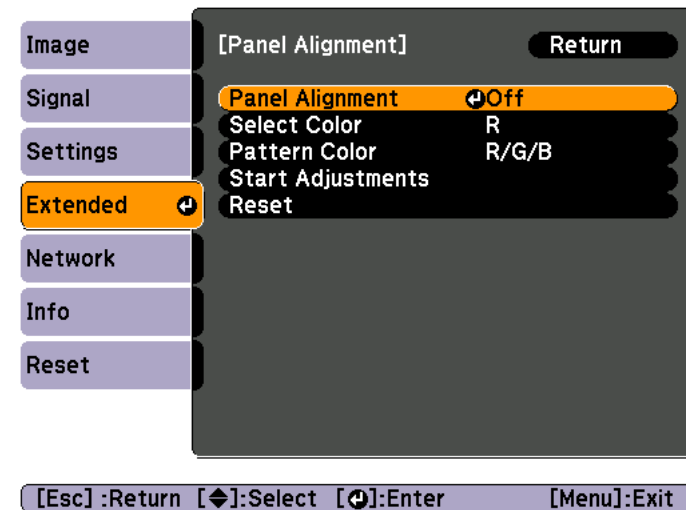 Image
Signal
Settings
Extended
Network
Info
Reset
[Panel Alignment] Return
Panel Alignment Off
Select Color R
Pattern Color R/G/B
Start Adjustments
Reset
[Esc] :Return [◆]:Select [↵]:Enter [Menu]:Exit